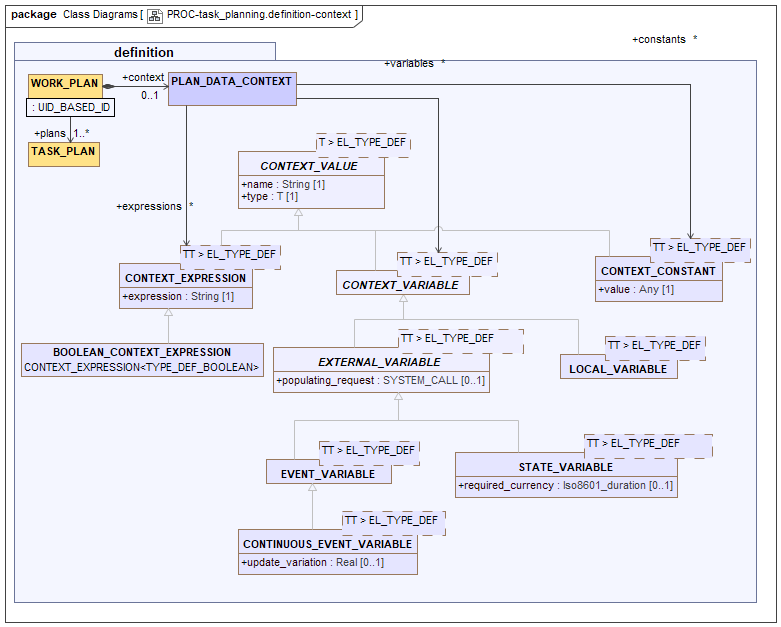 package Class Diagrams [ PROC-task_planning.definition-context ]
+constants *
definition
+variables *
WORK_PLAN
+context
0..1
PLAN_DATA_CONTEXT
: UID_BASED_ID
+plans 1..*
TASK_PLAN
T > EL_TYPE_DEF
CONTEXT_VALUE
+name : String [1]
+type : T [1]
+expressions *
TT > EL_TYPE_DEF
CONTEXT_EXPRESSION
+expression : String [1]
TT > EL_TYPE_DEF
CONTEXT_VARIABLE
TT > EL_TYPE_DEF
CONTEXT_CONSTANT
+value : Any [1]
BOOLEAN_CONTEXT_EXPRESSION
CONTEXT_EXPRESSION<TYPE_DEF_BOOLEAN>
TT > EL_TYPE_DEF
EXTERNAL_VARIABLE
+populating_request : SYSTEM_CALL [0..1]
TT > EL_TYPE_DEF
LOCAL_VARIABLE
TT > EL_TYPE_DEF
EVENT_VARIABLE
TT > EL_TYPE_DEF
STATE_VARIABLE
+required_currency : Iso8601_duration [0..1]
TT > EL_TYPE_DEF
CONTINUOUS_EVENT_VARIABLE
+update_variation : Real [0..1]